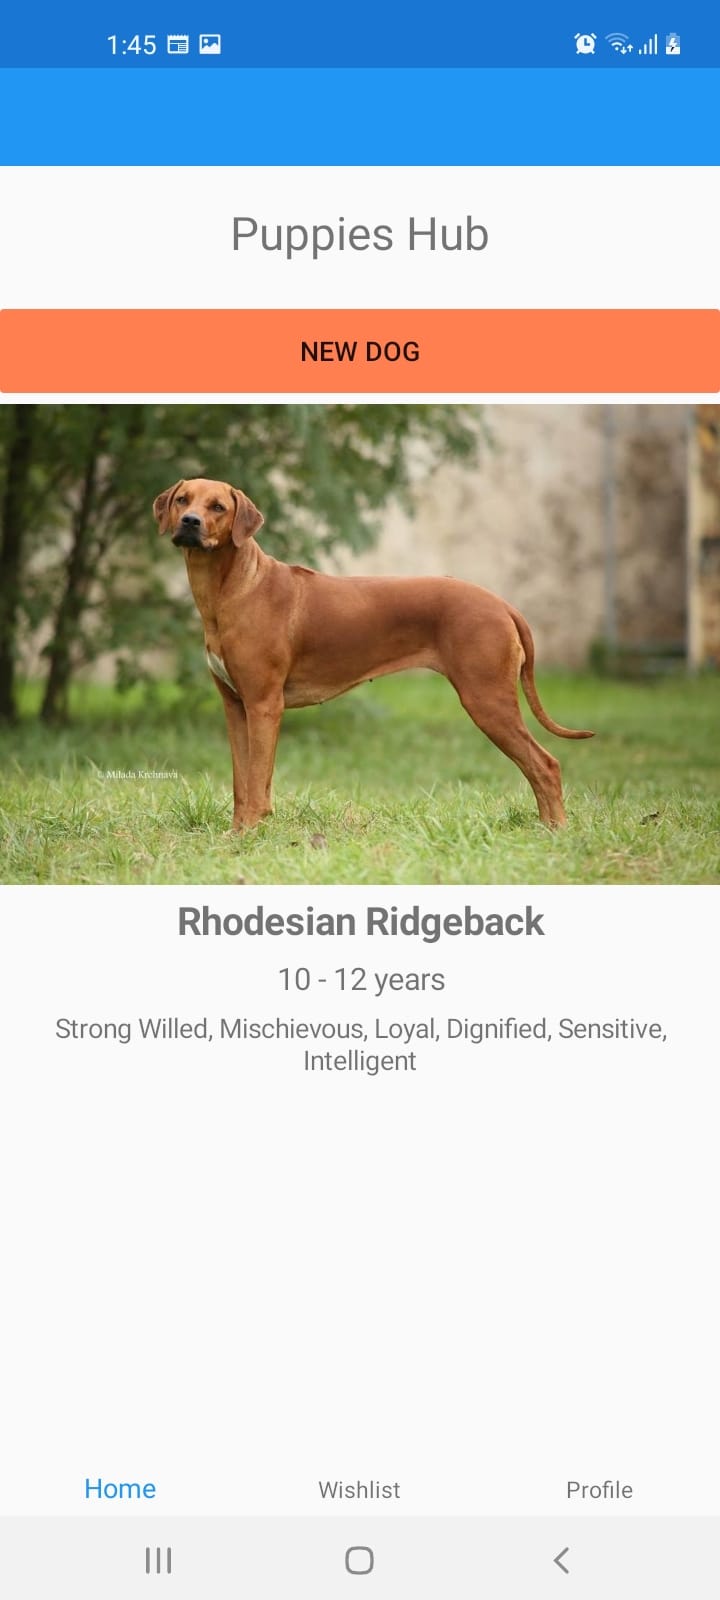 1:45
Puppies Hub
NEW DOG
© Milada Krchnava
Rhodesian Ridgeback
10 - 12 years
Strong Willed, Mischievous, Loyal, Dignified, Sensitive,
Intelligent
Home Wishlist Profile